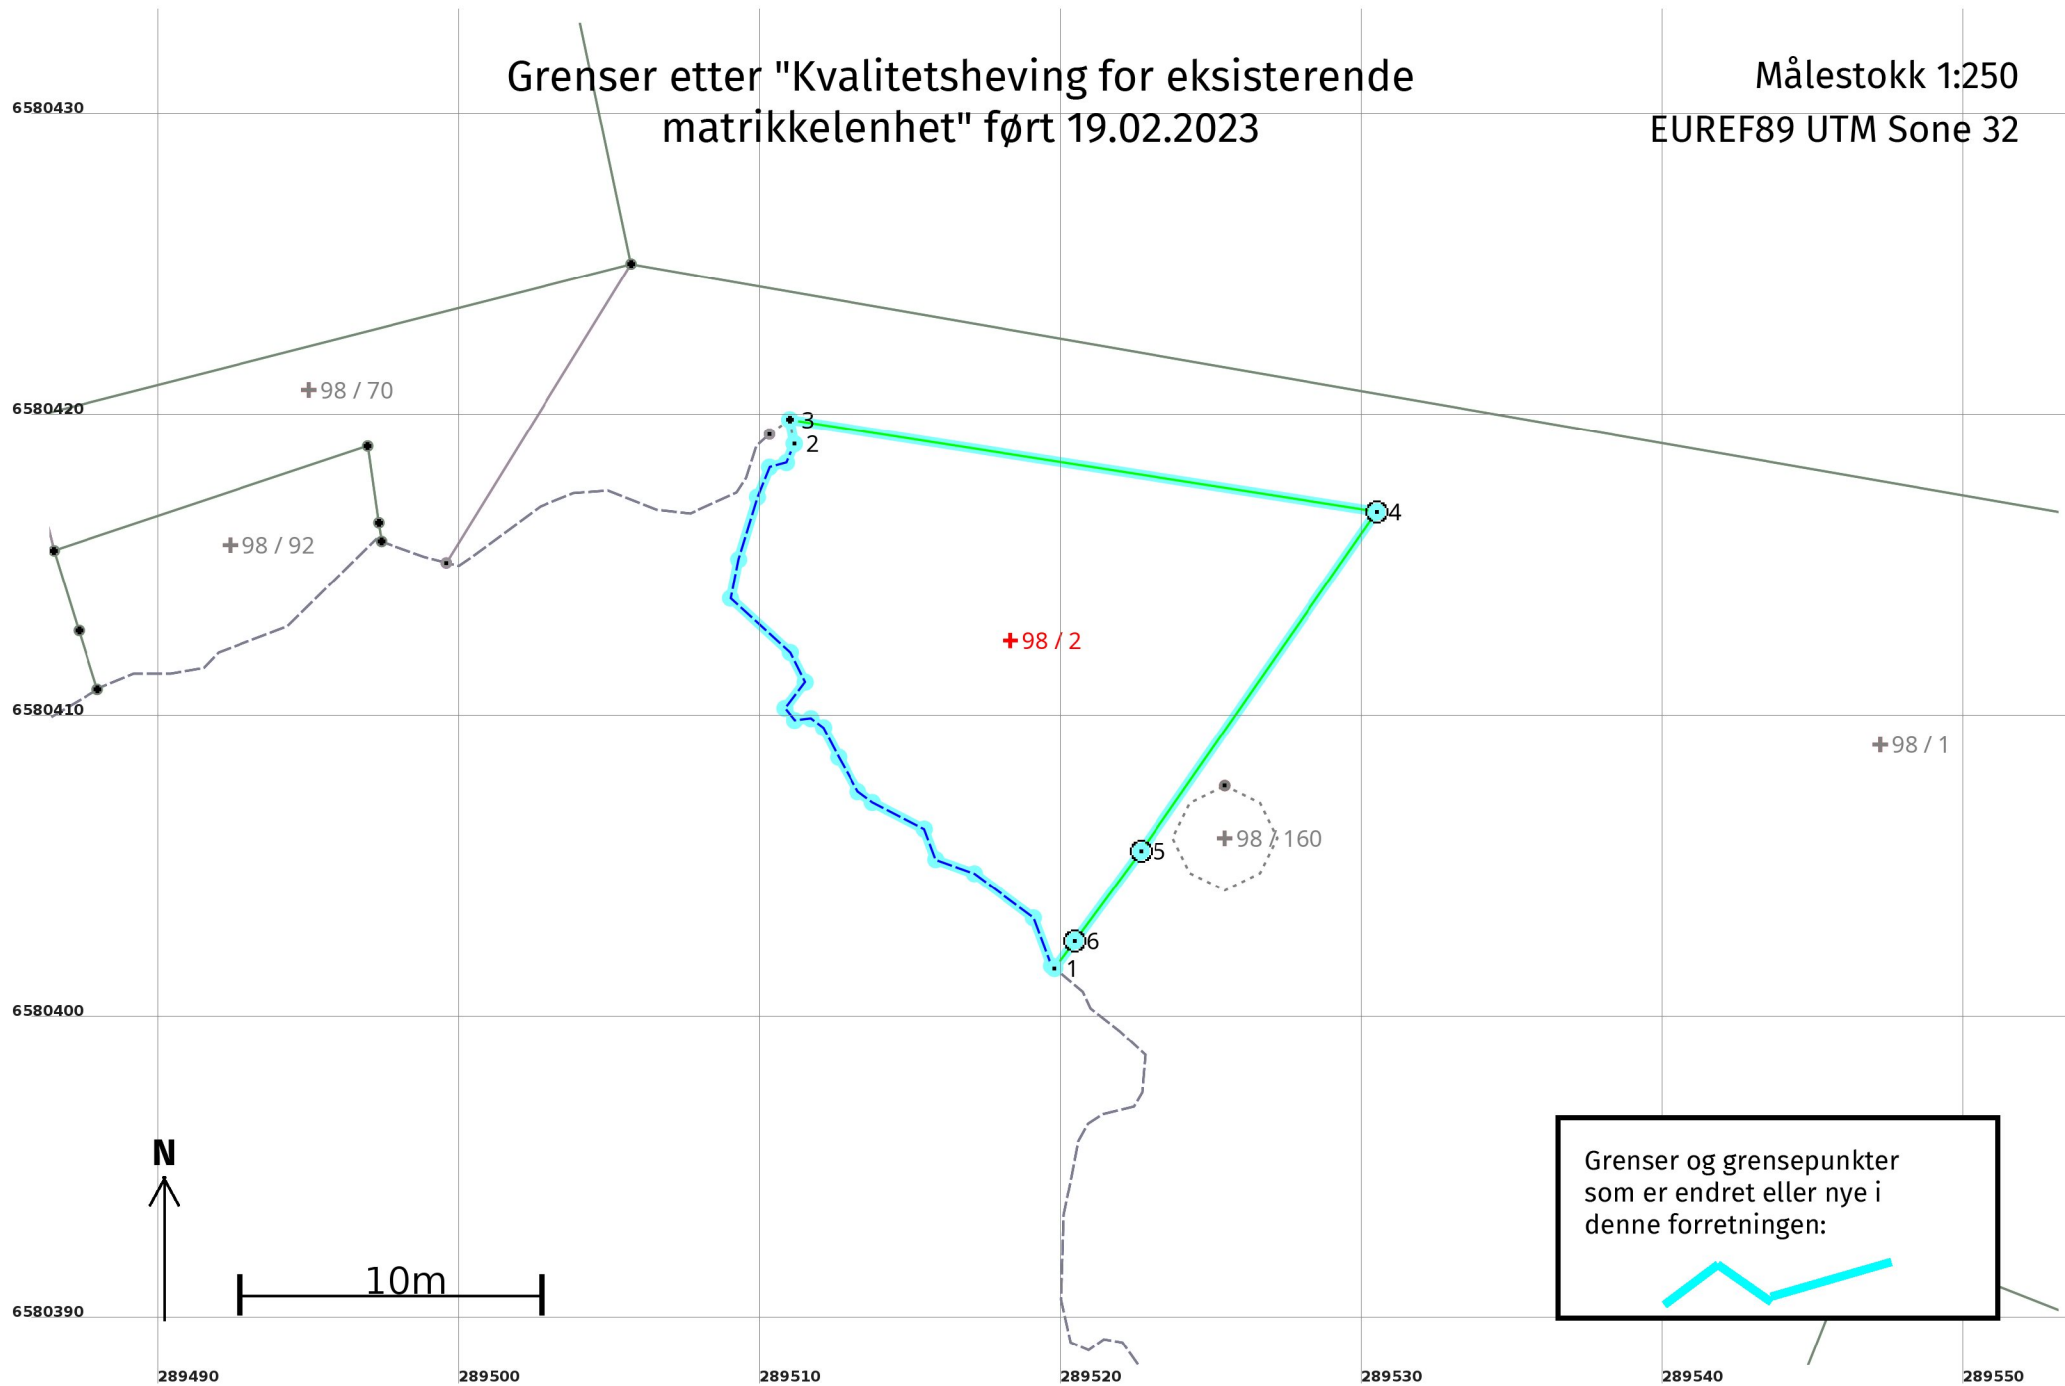 Grenser etter "Kvalitetsheving for eksisterende
matrikkelenhet" ført 19.02.2023
Målestokk 1:250
EUREF89 UTM Sone 32
6580430
98 / 70
6580420
3
2
4
98 / 92
98 / 2
6580410
98 / 1
98 / 160
5
6
1
6580400
N
10m
Grenser og grensepunkter
som er endret eller nye i
denne forretningen:
6580390
289490
289500
289510
289520
289530
289540
289550